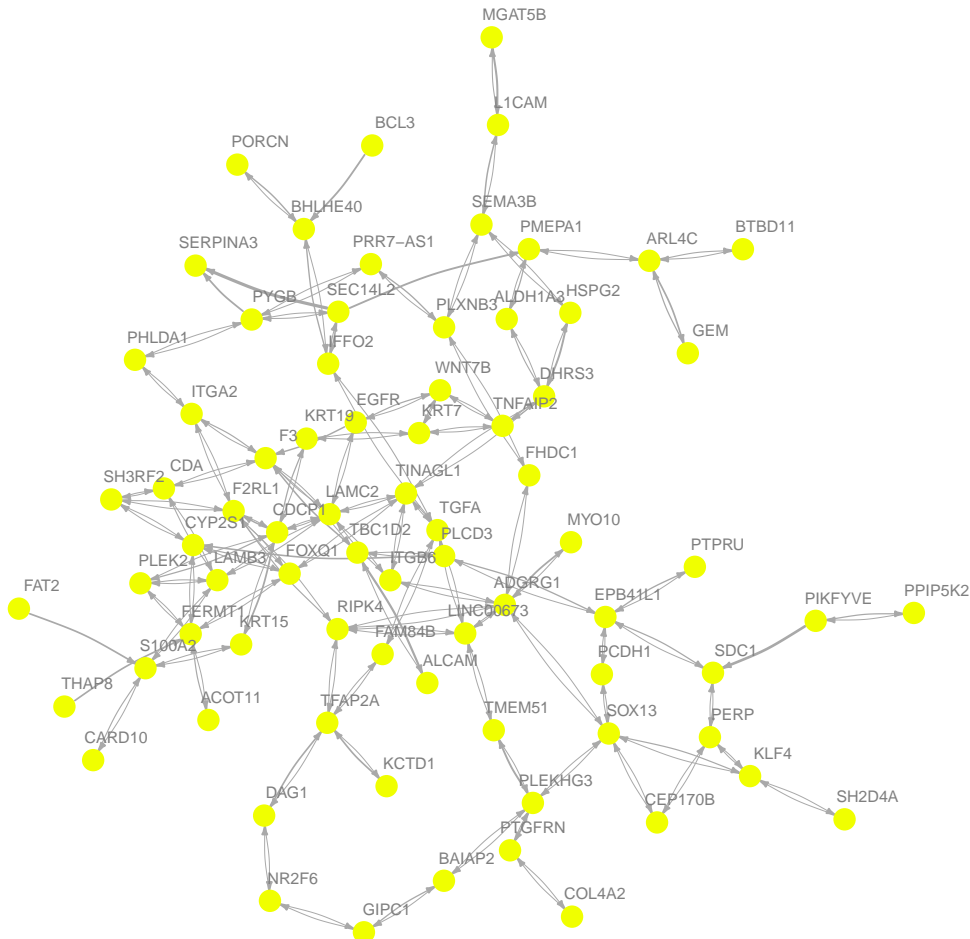 MGAT5B
L1CAM
BCL3
PORCN
SEMA3B
BHLHE40
PMEPA1
BTBD11
ARL4C
SERPINA3
PRR7−AS1
SEC14L2
PYGB
PLXNB3
ALDH1A3
HSPG2
IFFO2
PHLDA1
GEM
WNT7B
DHRS3
ITGA2
EGFR
KRT19
KRT7
TNFAIP2
F3
FHDC1
CDA
SH3RF2
TINAGL1
F2RL1
LAMC2
CDCP1
TGFA
MYO10
CYP2S1
TBC1D2
PLCD3
FOXQ1
ITGB6
PTPRU
PLEK2
LAMB3
ADGRG1
EPB41L1
FAT2
FERMT1
RIPK4
LINC00673
PIKFYVE
PPIP5K2
S100A2
KRT15
FAM84B
PCDH1
SDC1
THAP8
ACOT11
TFAP2A
ALCAM
TMEM51
SOX13
PERP
CARD10
KCTD1
PLEKHG3
KLF4
DAG1
CEP170B
SH2D4A
PTGFRN
BAIAP2
NR2F6
GIPC1
COL4A2